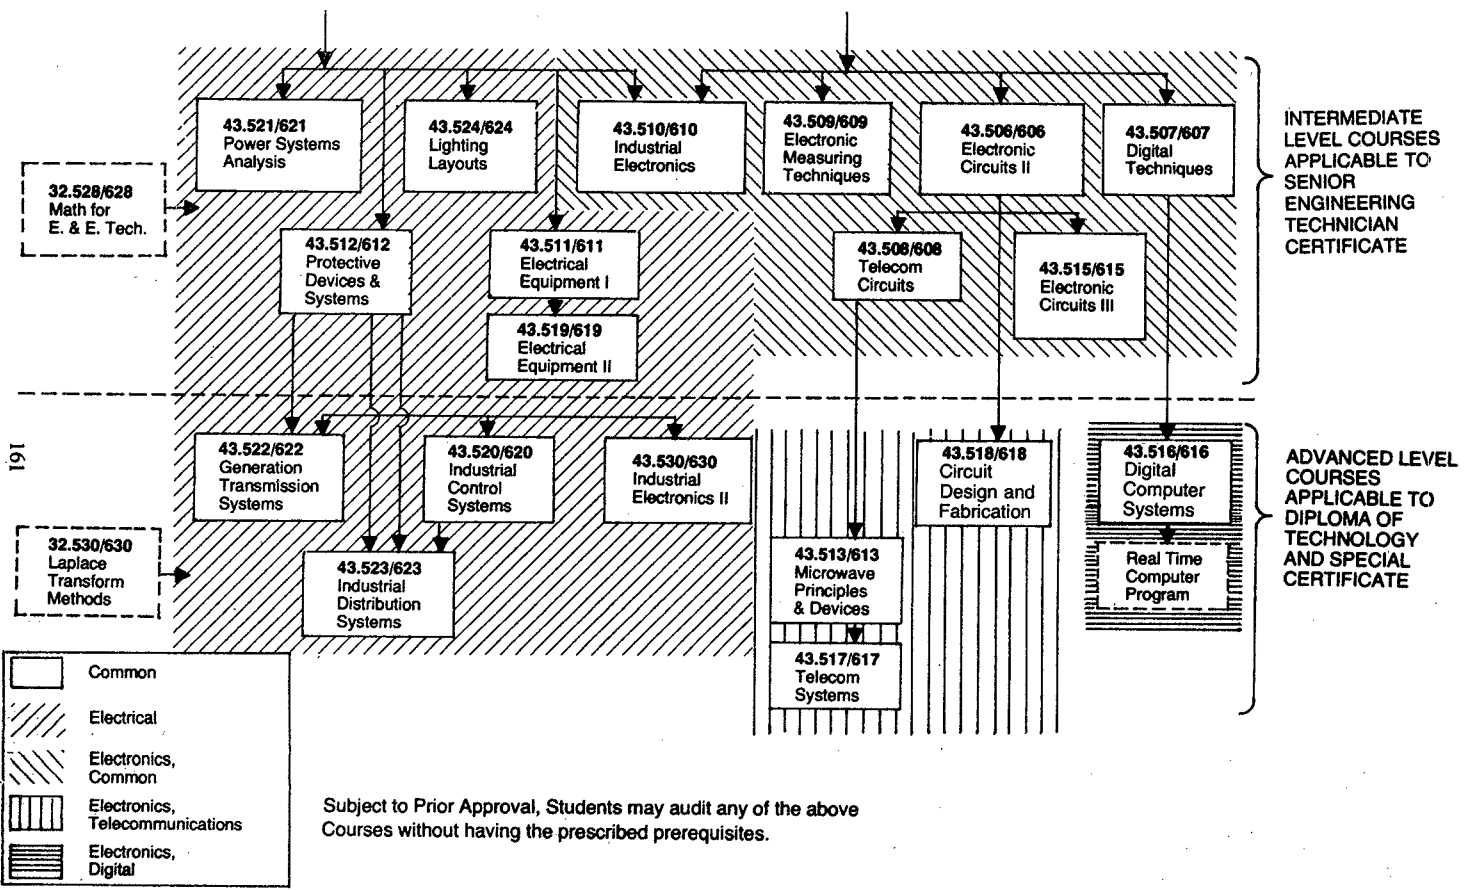 43.521/621
Power Systems
Analysis
43.524/624
Lighting
Layouts
43.510/610
Industrial
Electronics
43.509/609
Electronic
Measuring
Techniques
43.506/606
Electronic
Circuits II
43.507/607
Digital
Techniques
INTERMEDIATE
LEVEL COURSES
APPLICABLE TO
SENIOR
ENGINEERING
TECHNICIAN
CERTIFICATE
32.528/628
Math for
E. & E. Tech.
43.512/612
Protective
Devices &
Systems
43.511/611
Electrical
Equipment I
43.508/608
Telecom
Circuits
43.515/615
Electronic
Circuits III
43.519/619
Electrical
Equipment II
161
43.522/622
Generation
Transmission
Systems
43.520/620
Industrial
Control
Systems
43.530/630
Industrial
Electronics II
43.518/618
Circuit
Design and
Fabrication
43.516/616
Digital
Computer
Systems
ADVANCED LEVEL
COURSES
APPLICABLE TO
DIPLOMA OF
TECHNOLOGY
AND SPECIAL
CERTIFICATE
32.530/630
Laplace
Transform
Methods
43.523/623
Industrial
Distribution
Systems
43.513/613
Microwave
Principles
& Devices
Real Time
Computer
Program
43.517/617
Telecom
Systems
Common
Electrical
Electronics,
Common
Electronics,
Telecommunications
Electronics,
Digital
Subject to Prior Approval, Students may audit any of the above
Courses without having the prescribed prerequisites.